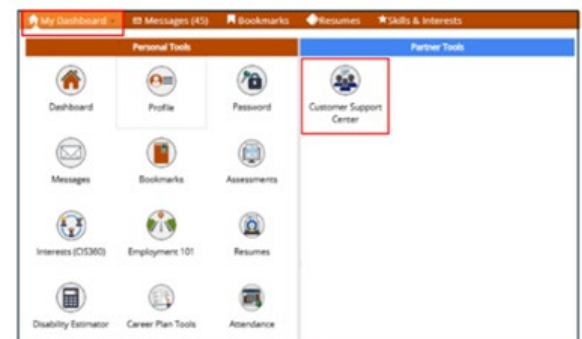 My Dashboard
Messages (45)
Bookmarks
Resumes
Skills & Interests
Personal Tools
Partner Tools
Dashboard
Profile
Password
Customer Support
Center
Messages
Bookmarks
Assessments
Interests (CIS360)
Employment 101
Resumes
Disability Estimator
Career Plan Tools
Attendance